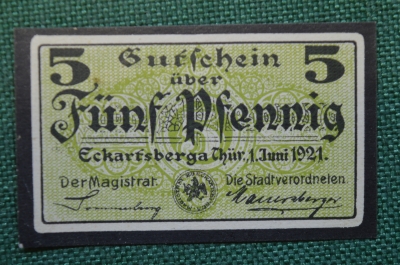 5 Gutschein 5
über
Fünf Pfennig
Eckartsberga Thür., 1. Juni 1921.
Der Magistrat. Die Stadtverordneten.